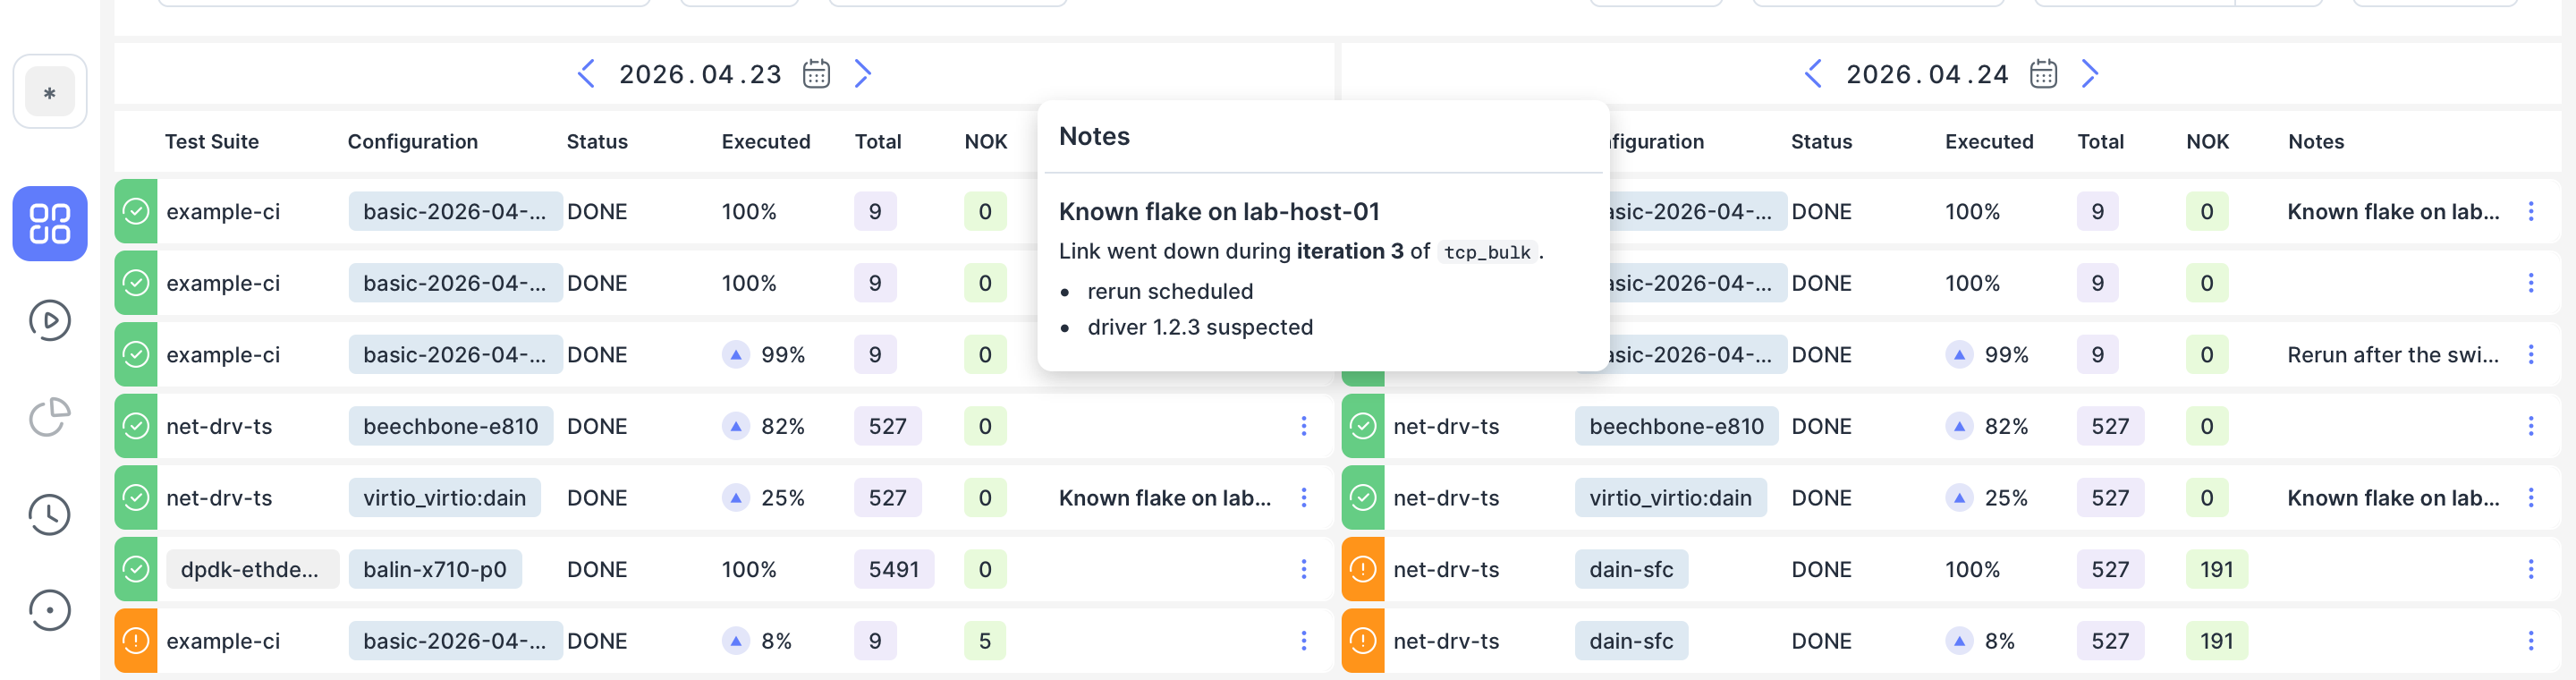 *
2026.04.23
2026.04.24
Test Suite Configuration Status Executed Total NOK
example-ci basic-2026-04-... DONE 100% 9 0
example-ci basic-2026-04-... DONE 100% 9 0
example-ci basic-2026-04-... DONE 99% 9 0
net-drv-ts beechbone-e810 DONE 82% 527 0
net-drv-ts virtio_virtio:dain DONE 25% 527 0 Known flake on lab...
dpdk-ethde... balin-x710-p0 DONE 100% 5491 0
example-ci basic-2026-04-... DONE 8% 9 5
Notes
Known flake on lab-host-01
Link went down during iteration 3 of tcp_bulk.
• rerun scheduled
• driver 1.2.3 suspected
figuration Status Executed Total NOK Notes
asic-2026-04-... DONE 100% 9 0 Known flake on lab...
asic-2026-04-... DONE 100% 9 0
asic-2026-04-... DONE 99% 9 0 Rerun after the swi...
net-drv-ts beechbone-e810 DONE 82% 527 0
net-drv-ts virtio_virtio:dain DONE 25% 527 0 Known flake on lab...
net-drv-ts dain-sfc DONE 100% 527 191
net-drv-ts dain-sfc DONE 8% 527 191